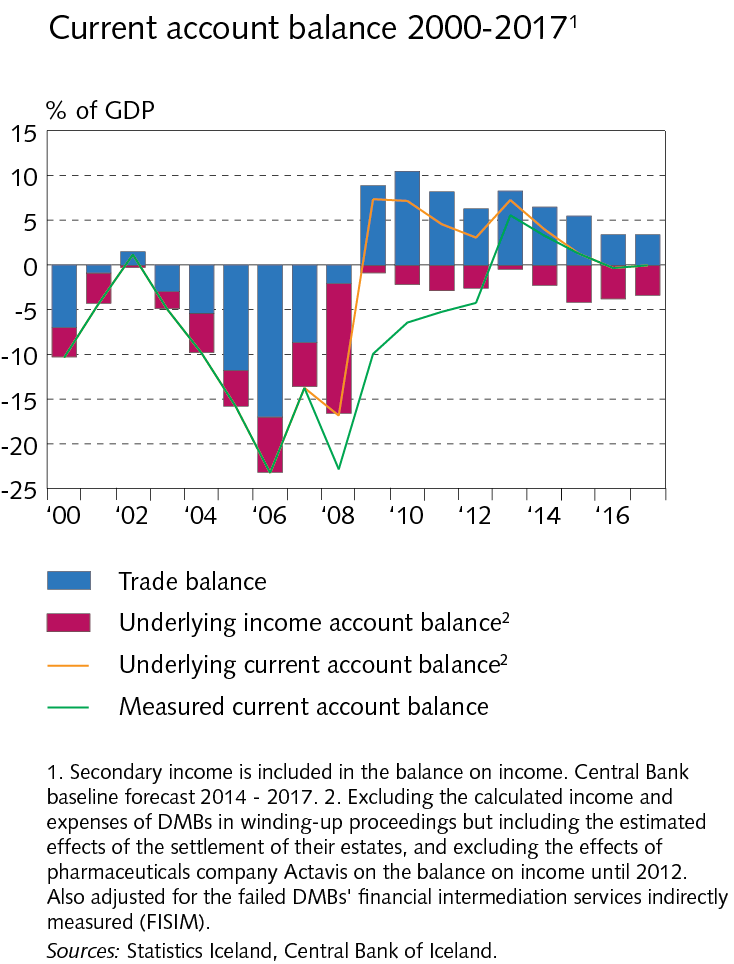 Current account balance 2000-2017¹
% of GDP
15
10
5
0
-5
-10
-15
-20
-25
‘00 ‘02 ‘04 ‘06 ‘08 ‘10 ‘12 ‘14 ‘16
Trade balance
Underlying income account balance²
Underlying current account balance²
Measured current account balance
1. Secondary income is included in the balance on income. Central Bank
baseline forecast 2014 - 2017. 2. Excluding the calculated income and
expenses of DMBs in winding-up proceedings but including the estimated
effects of the settlement of their estates, and excluding the effects of
pharmaceuticals company Actavis on the balance on income until 2012.
Also adjusted for the failed DMBs' financial intermediation services indirectly
measured (FISIM).
Sources: Statistics Iceland, Central Bank of Iceland.